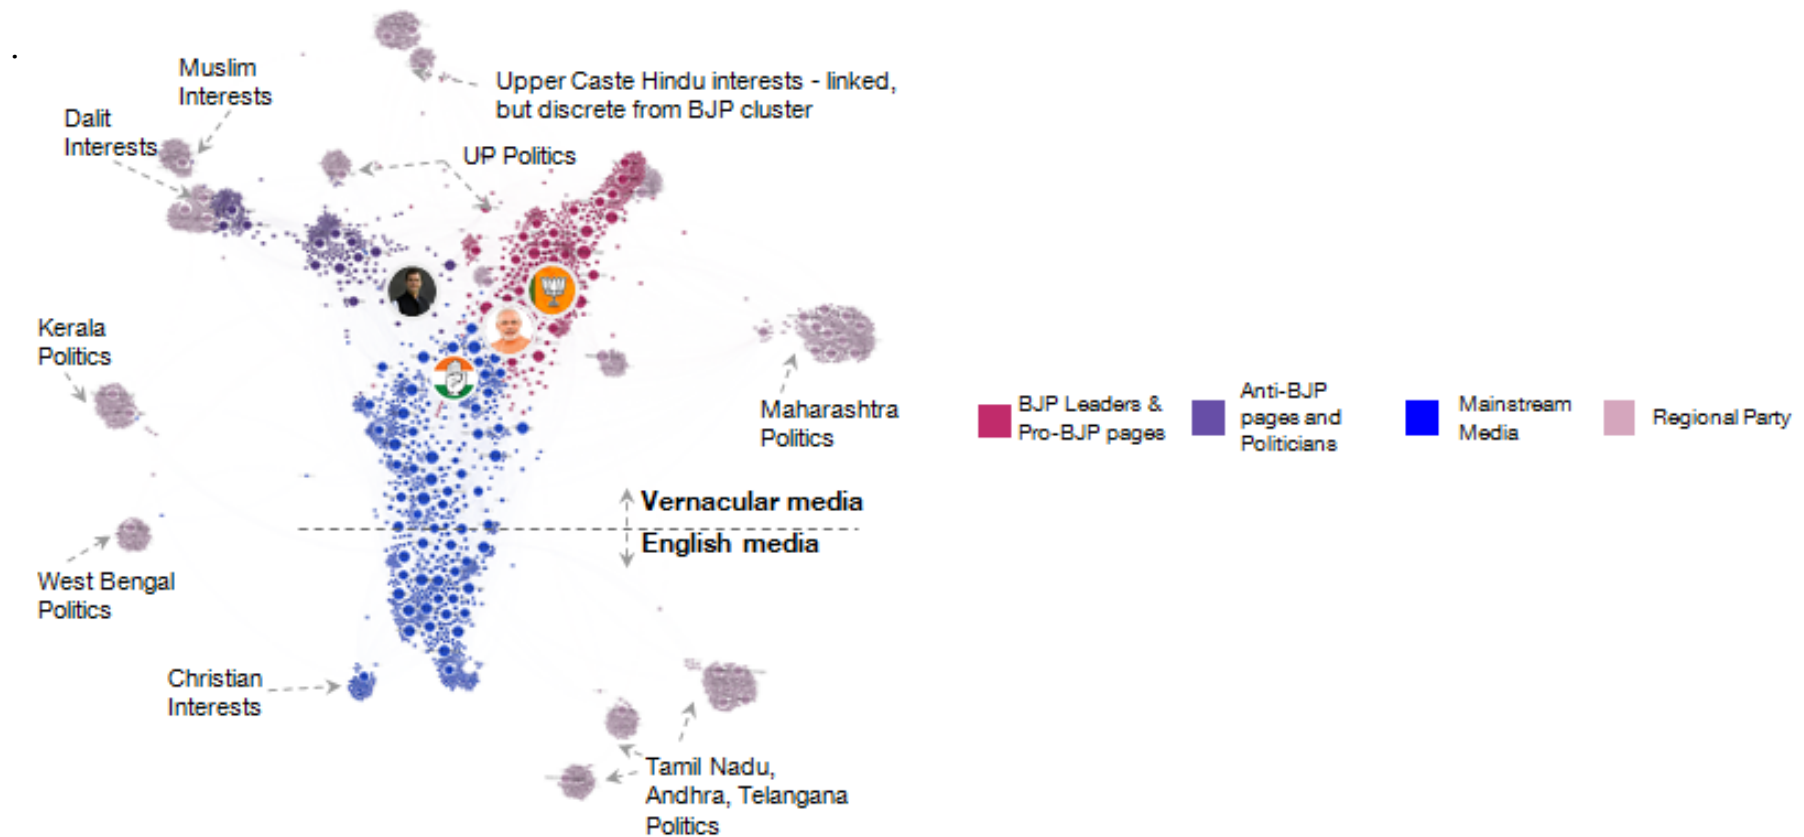 Muslim
Interests
Upper Caste Hindu interests - linked,
but discrete from BJP cluster
Dalit
Interests
UP Politics
Kerala
Politics
Maharashtra
Politics
BJP Leaders &
Pro-BJP pages
Anti-BJP
pages and
Politicians
Mainstream
Media
Regional Party
Vernacular media
English media
West Bengal
Politics
Christian
Interests
Tamil Nadu,
Andhra, Telangana
Politics